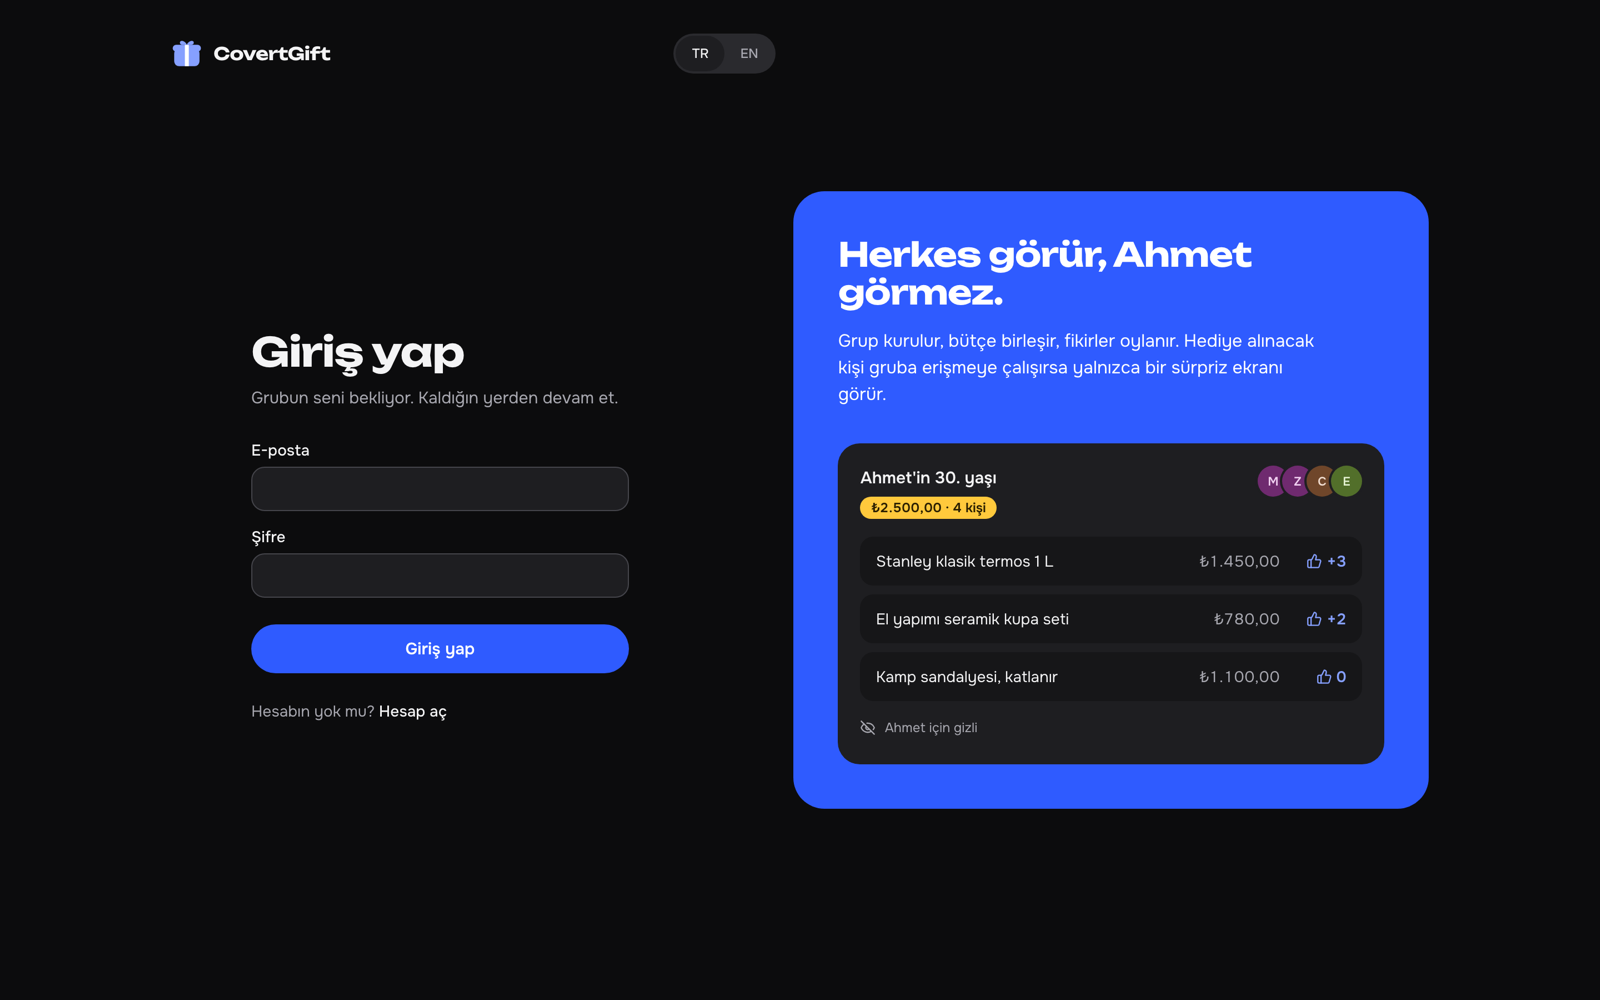 CovertGift
TR EN
Giriş yap
Grubun seni bekliyor. Kaldığın yerden devam et.
E-posta
Şifre
Giriş yap
Hesabın yok mu? Hesap aç
Herkes görür, Ahmet
görmez.
Grup kurulur, bütçe birleşir, fikirler oylanır. Hediye alınacak
kişi gruba erişmeye çalışırsa yalnızca bir sürpriz ekranı
görür.
Ahmet'in 30. yaşı
M Z C E
₺2.500,00 · 4 kişi
Stanley klasik termos 1 L ₺1.450,00 +3
El yapımı seramik kupa seti ₺780,00 +2
Kamp sandalyesi, katlanır ₺1.100,00 0
Ahmet için gizli